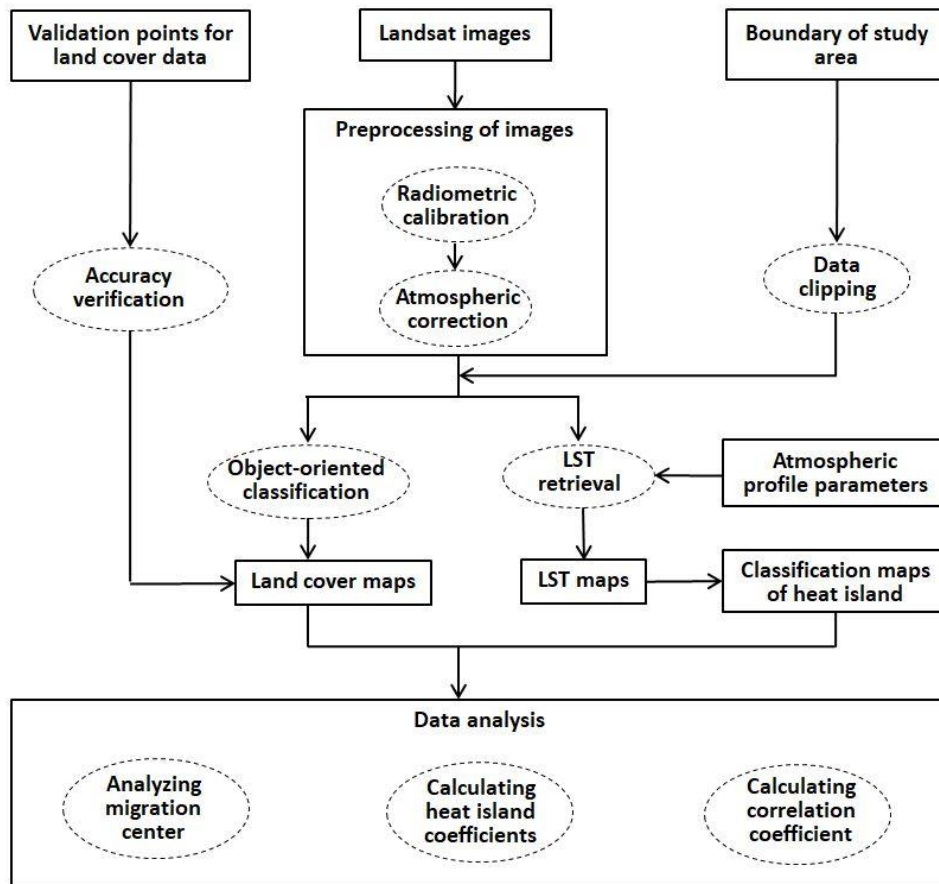 Validation points for
land cover data
Landsat images
Boundary of study
area
Preprocessing of images
Radiometric
calibration
Atmospheric
correction
Accuracy
verification
Data
clipping
Object-oriented
classification
LST
retrieval
Atmospheric
profile parameters
Land cover maps
LST maps
Classification maps
of heat island
Data analysis
Analyzing
migration
center
Calculating
heat island
coefficients
Calculating
correlation
coefficient